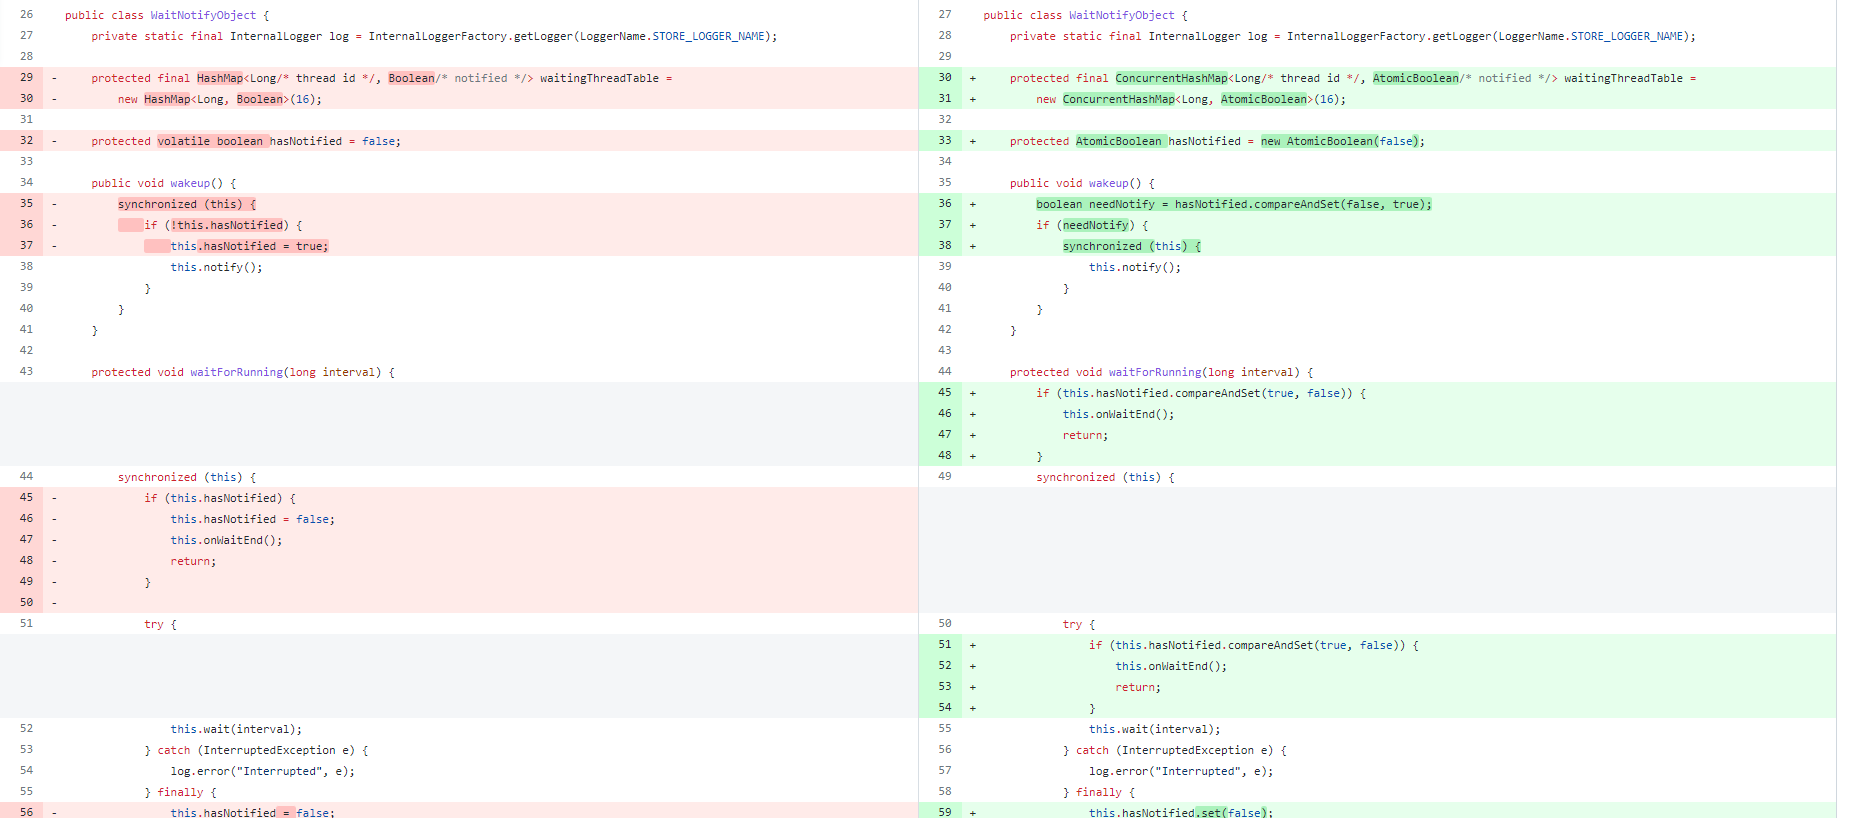 26 public class WaitNotifyObject {
27 private static final InternalLogger log = InternalLoggerFactory.getLogger(LoggerName.STORE_LOGGER_NAME);
28
29 - protected final HashMap<Long/* thread id */, Boolean/* notified */> waitingThreadTable =
30 - new HashMap<Long, Boolean>(16);
31
32 - protected volatile boolean hasNotified = false;
33
34 public void wakeup() {
35 - synchronized (this) {
36 - if (!this.hasNotified) {
37 - this.hasNotified = true;
38 this.notify();
39 }
40 }
41 }
42
43 protected void waitForRunning(long interval) {
44 synchronized (this) {
45 - if (this.hasNotified) {
46 - this.hasNotified = false;
47 - this.onWaitEnd();
48 - return;
49 - }
50 -
51 try {
52 this.wait(interval);
53 } catch (InterruptedException e) {
54 log.error("Interrupted", e);
55 } finally {
56 - this.hasNotified = false;
27 public class WaitNotifyObject {
28 private static final InternalLogger log = InternalLoggerFactory.getLogger(LoggerName.STORE_LOGGER_NAME);
29
30 + protected final ConcurrentHashMap<Long/* thread id */, AtomicBoolean/* notified */> waitingThreadTable =
31 + new ConcurrentHashMap<Long, AtomicBoolean>(16);
32
33 + protected AtomicBoolean hasNotified = new AtomicBoolean(false);
34
35 public void wakeup() {
36 + boolean needNotify = hasNotified.compareAndSet(false, true);
37 + if (needNotify) {
38 + synchronized (this) {
39 this.notify();
40 }
41 }
42 }
43
44 protected void waitForRunning(long interval) {
45 + if (this.hasNotified.compareAndSet(true, false)) {
46 + this.onWaitEnd();
47 + return;
48 + }
49 synchronized (this) {
50 try {
51 + if (this.hasNotified.compareAndSet(true, false)) {
52 + this.onWaitEnd();
53 + return;
54 + }
55 this.wait(interval);
56 } catch (InterruptedException e) {
57 log.error("Interrupted", e);
58 } finally {
59 + this.hasNotified.set(false);